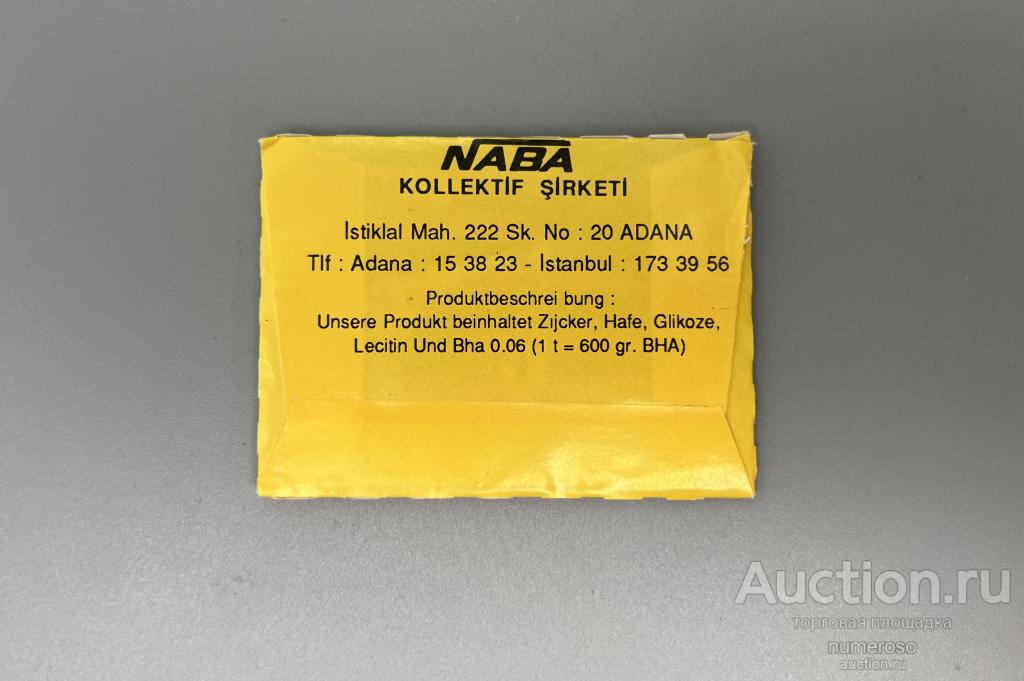 NABA
KOLLEKTİF ŞİRKETİ
İstiklal Mah. 222 Sk. No : 20 ADANA
Tlf : Adana : 15 38 23 - İstanbul : 173 39 56
Produktbeschrei bung :
Unsere Produkt beinhaltet Zıjcker, Hafe, Glikoze,
Lecitin Und Bha 0.06 (1 t = 600 gr. BHA)
Auction.ru
торговая площадка
numeroso
auction.ru